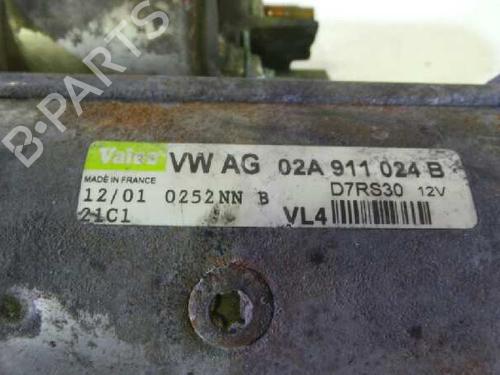 B-Parts
Valeo VW AG 02A 911 024 B
MADE IN FRANCE D7RS30 12V
12/01 0252NN B
21C1 VL4